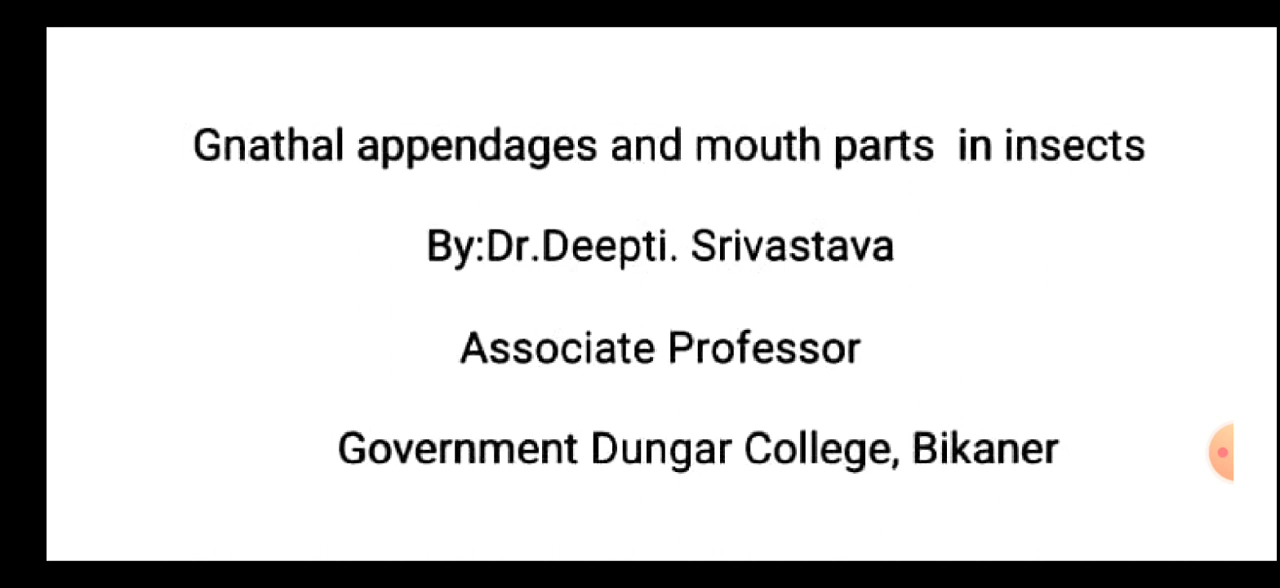 Gnathal appendages and mouth parts  in insects
By:Dr.Deepti. Srivastava
Associate Professor
Government Dungar College, Bikaner